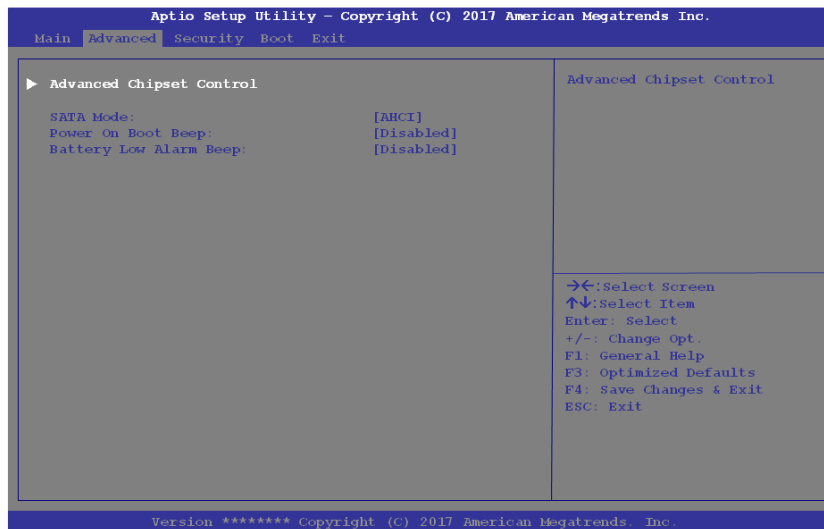 Aptio Setup Utility – Copyright (C) 2017 American Megatrends Inc.
Main Advanced Security Boot Exit
Advanced Chipset Control
SATA Mode: [AHCI]
Power On Boot Beep: [Disabled]
Battery Low Alarm Beep: [Disabled]
Advanced Chipset Control
→←:Select Screen
↑↓:Select Item
Enter: Select
+/-: Change Opt.
F1: General Help
F3: Optimized Defaults
F4: Save Changes & Exit
ESC: Exit
Version ******** Copyright (C) 2017 American Megatrends. Inc.